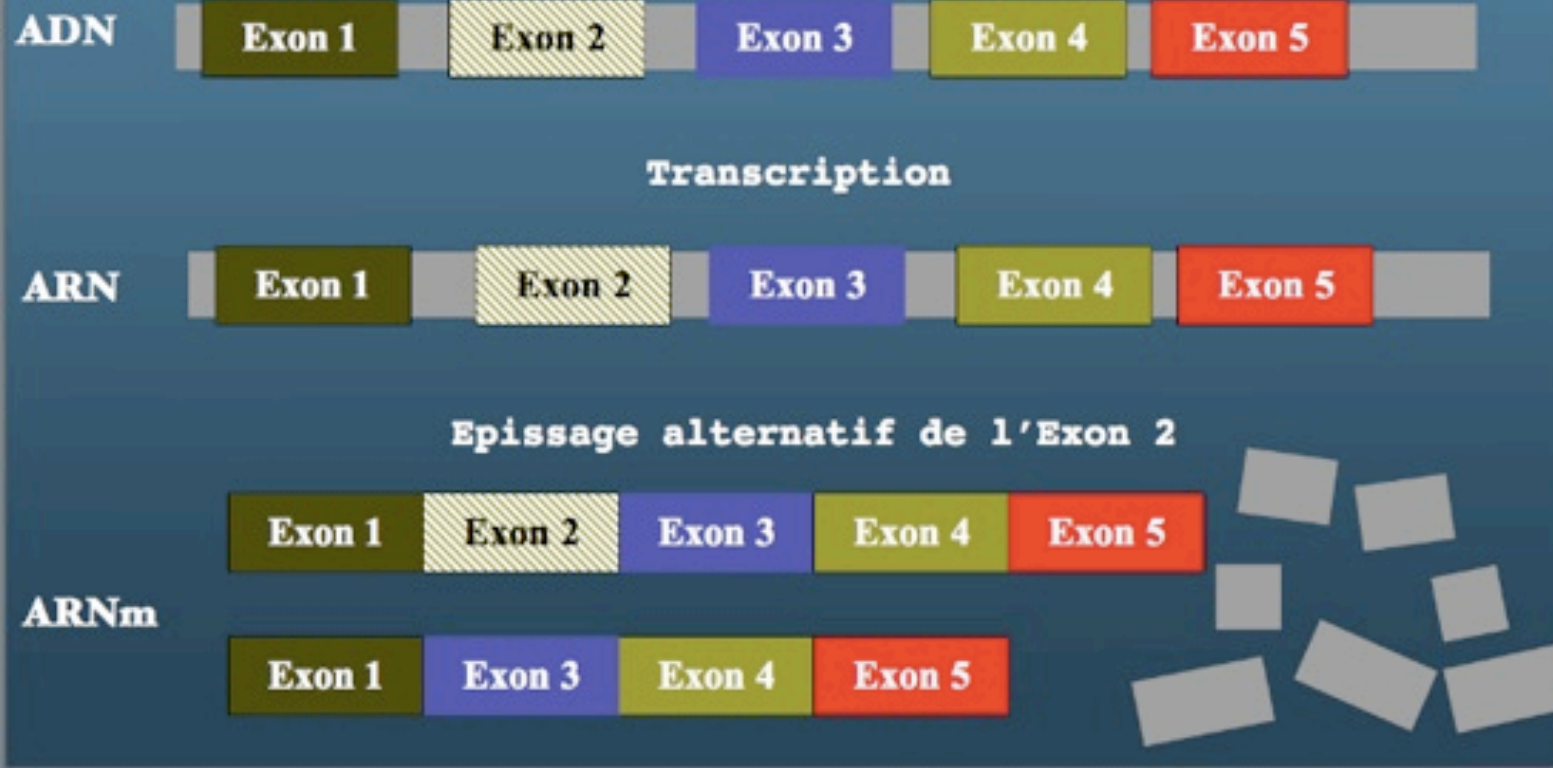 ADN Exon 1 Exon 2 Exon 3 Exon 4 Exon 5
Transcription
ARN Exon 1 Exon 2 Exon 3 Exon 4 Exon 5
Epissage alternatif de l'Exon 2
Exon 1 Exon 2 Exon 3 Exon 4 Exon 5
ARNm
Exon 1 Exon 3 Exon 4 Exon 5